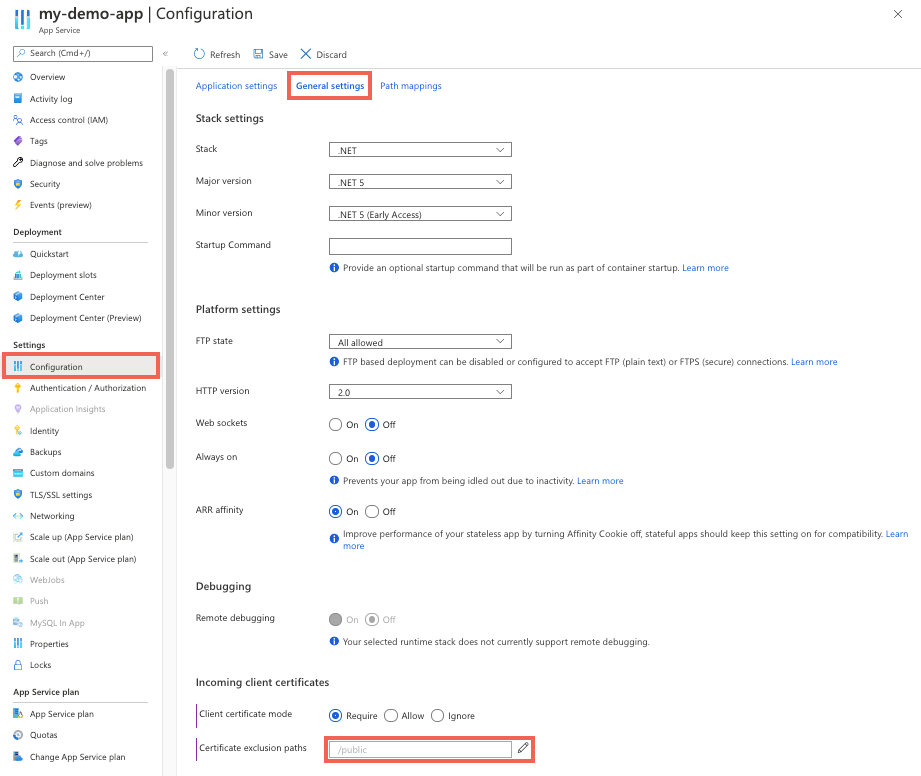 my-demo-app | Configuration
App Service
Search (Cmd+/)
«
Refresh
Save
Discard
Overview
Activity log
Access control (IAM)
Tags
Diagnose and solve problems
Security
Events (preview)
Deployment
Quickstart
Deployment slots
Deployment Center
Deployment Center (Preview)
Settings
Configuration
Authentication / Authorization
Application Insights
Identity
Backups
Custom domains
TLS/SSL settings
Networking
Scale up (App Service plan)
Scale out (App Service plan)
WebJobs
Push
MySQL In App
Properties
Locks
App Service plan
App Service plan
Quotas
Change App Service plan
Application settings
General settings
Path mappings
Stack settings
Stack
.NET
Major version
.NET 5
Minor version
.NET 5 (Early Access)
Startup Command
Provide an optional startup command that will be run as part of container startup. Learn more
Platform settings
FTP state
All allowed
FTP based deployment can be disabled or configured to accept FTP (plain text) or FTPS (secure) connections. Learn more
HTTP version
2.0
Web sockets
On Off
Always on
On Off
Prevents your app from being idled out due to inactivity. Learn more
ARR affinity
On Off
Improve performance of your stateless app by turning Affinity Cookie off, stateful apps should keep this setting on for compatibility. Learn
more
Debugging
Remote debugging
On Off
Your selected runtime stack does not currently support remote debugging.
Incoming client certificates
Client certificate mode
Require Allow Ignore
Certificate exclusion paths
/public